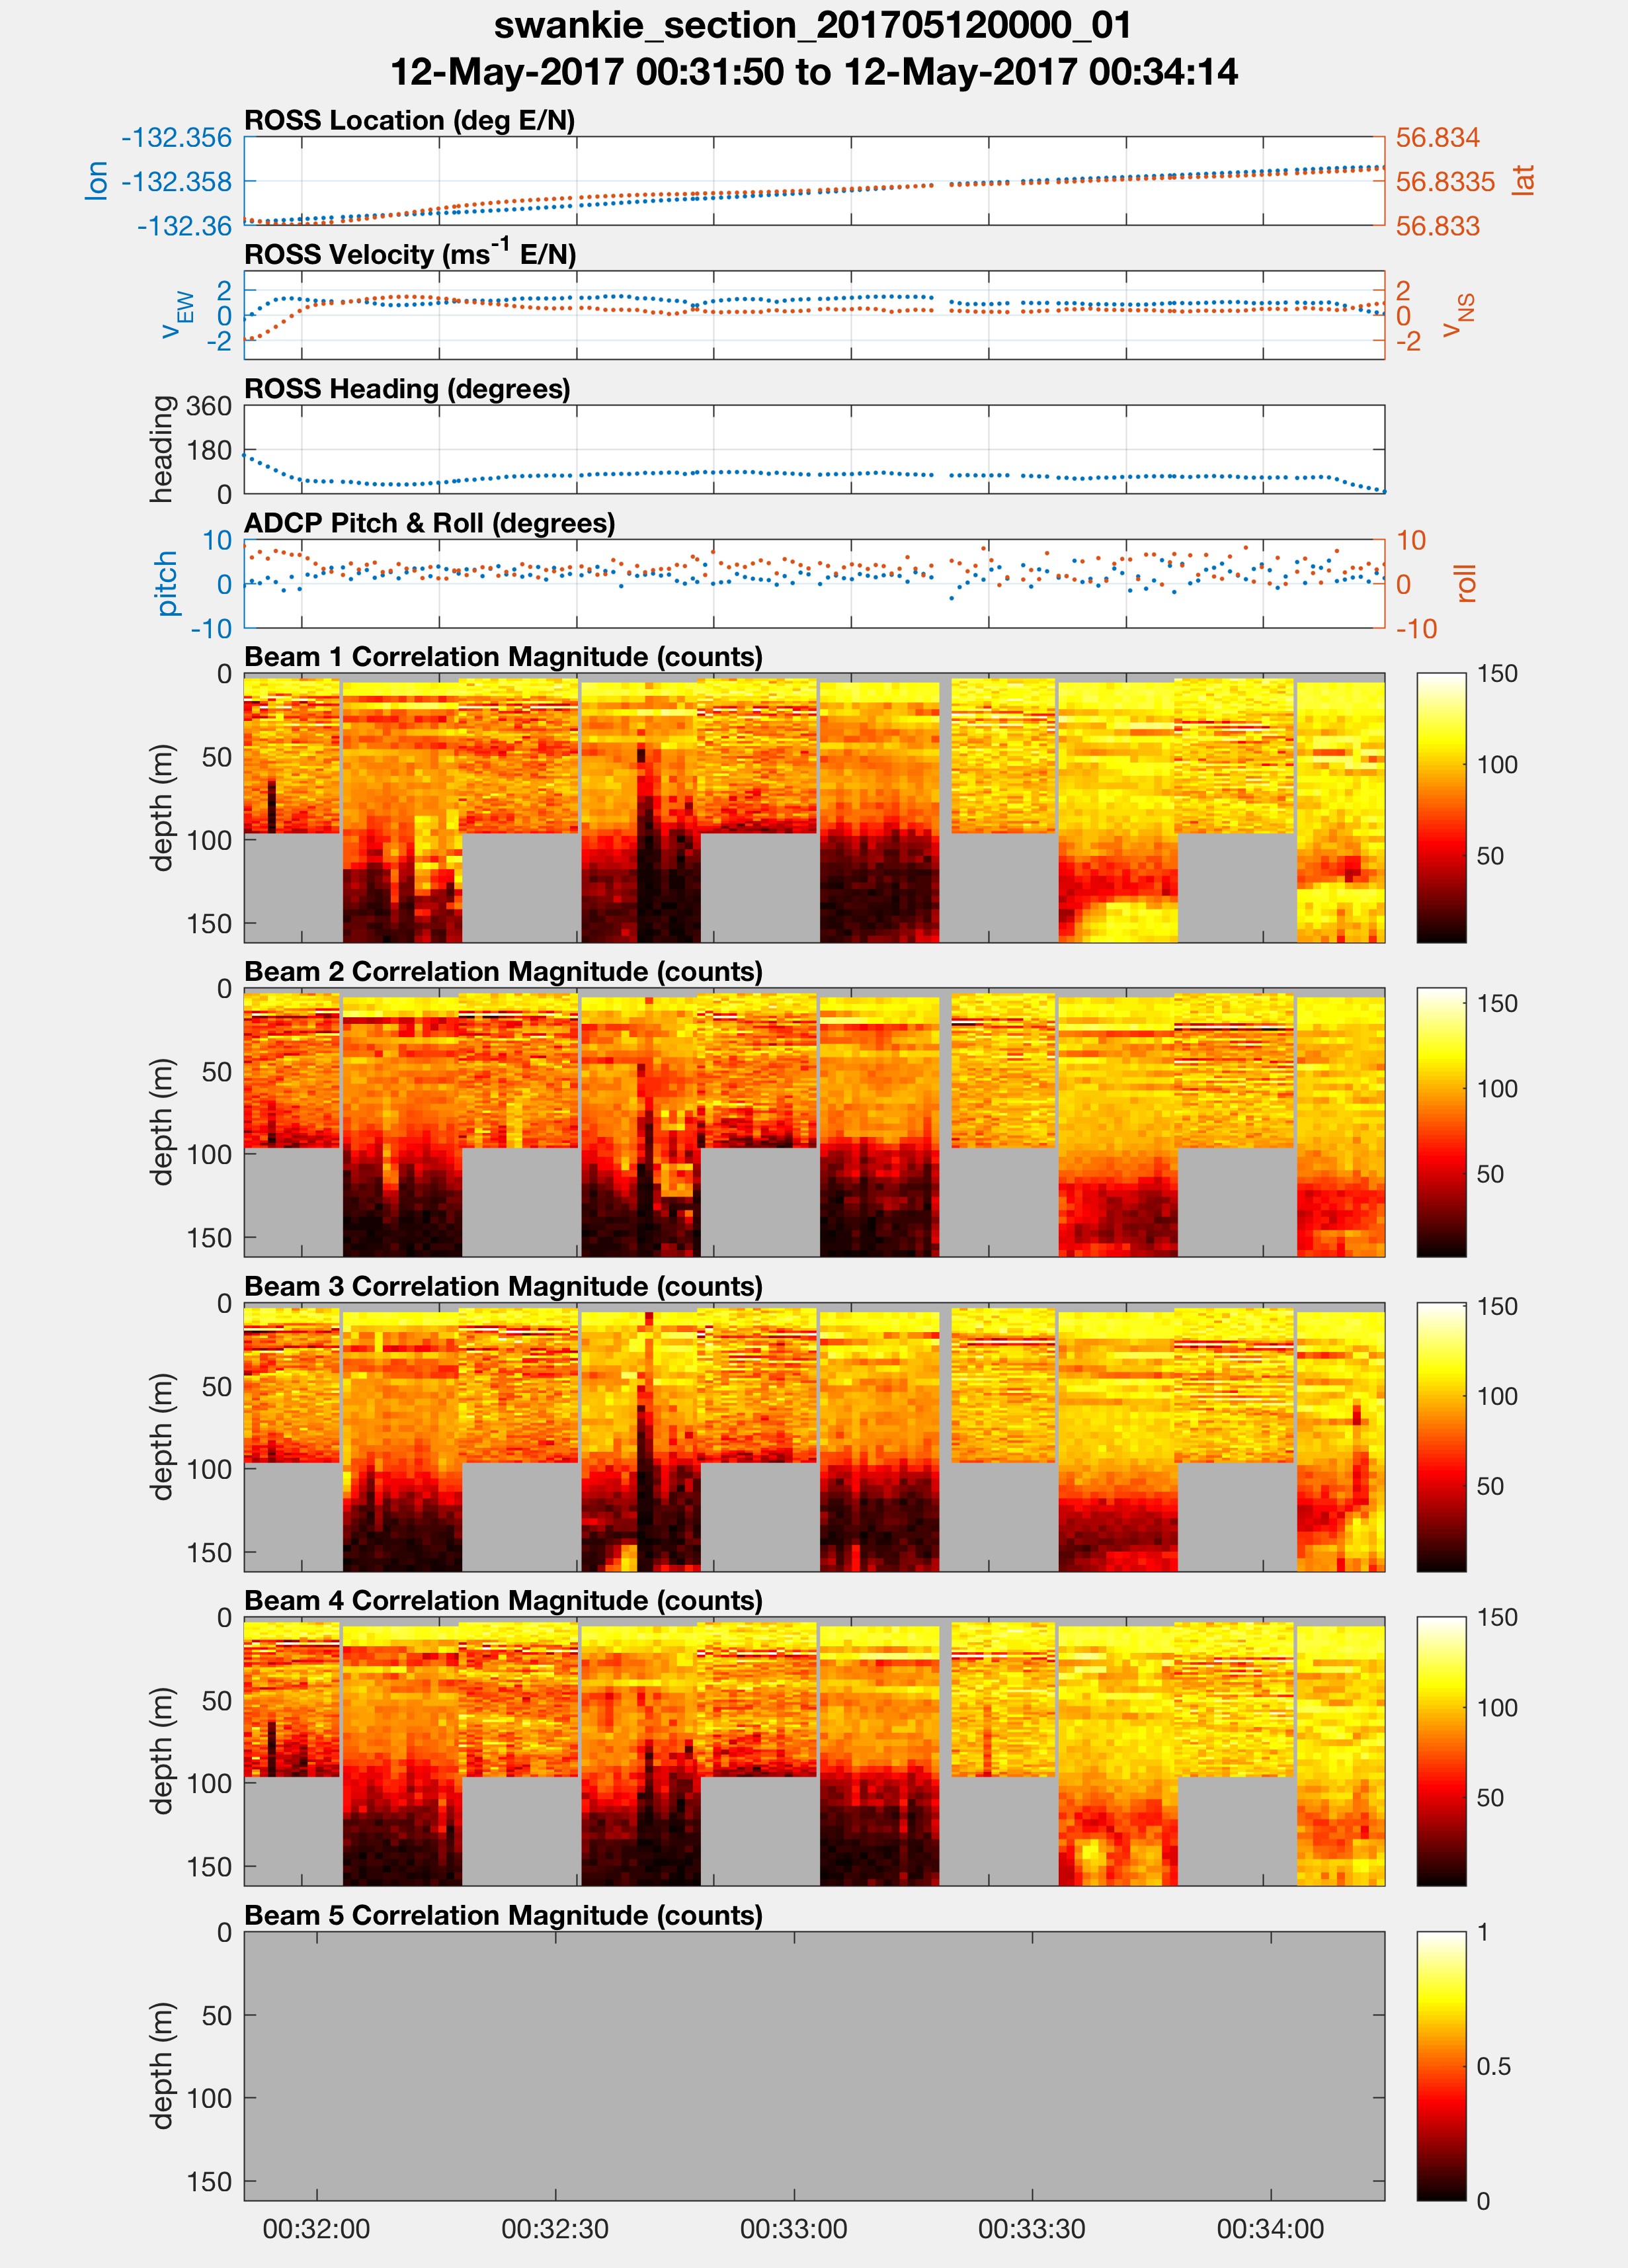 swankie_section_201705120000_01
12-May-2017 00:31:50 to 12-May-2017 00:34:14
ROSS Location (deg E/N)
-132.356
-132.358
-132.36
lon
56.834
56.8335
56.833
lat
ROSS Velocity (ms-1 E/N)
2
0
-2
vEW
2
0
-2
vNS
ROSS Heading (degrees)
360
180
0
heading
ADCP Pitch & Roll (degrees)
10
0
-10
pitch
10
0
-10
roll
Beam 1 Correlation Magnitude (counts)
0
50
100
150
depth (m)
150
100
50
Beam 2 Correlation Magnitude (counts)
0
50
100
150
depth (m)
150
100
50
Beam 3 Correlation Magnitude (counts)
0
50
100
150
depth (m)
150
100
50
Beam 4 Correlation Magnitude (counts)
0
50
100
150
depth (m)
150
100
50
Beam 5 Correlation Magnitude (counts)
0
50
100
150
depth (m)
1
0.5
0
00:32:00
00:32:30
00:33:00
00:33:30
00:34:00